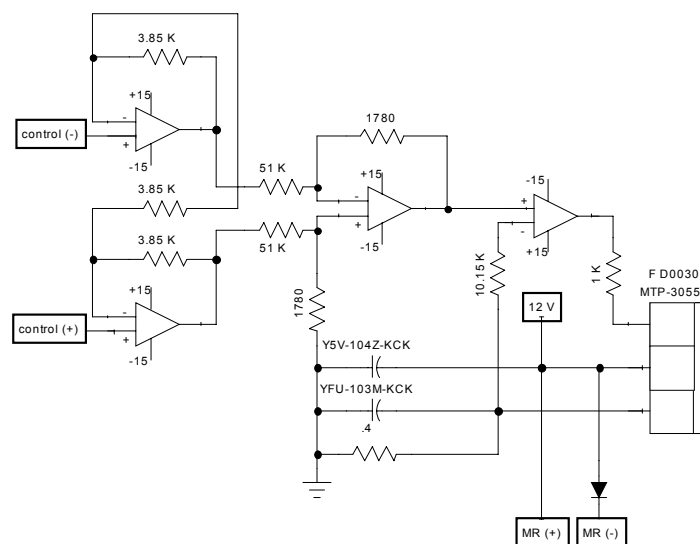 3.85 K
+15
-
control (-)
+
-15
1780
51 K
+15
-
+
-15
3.85 K
3.85 K
51 K
-15
+
-
+15
10.15 K
1 K
F D0030
MTP-3055
+15
-
control (+)
+
-15
1780
12 V
Y5V-104Z-KCK
YFU-103M-KCK
.4
MR (+)
MR (-)